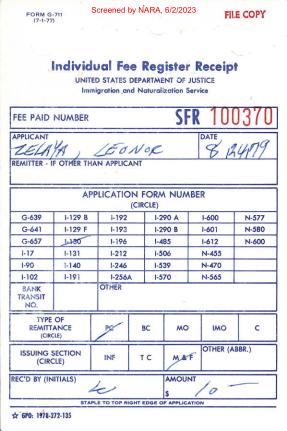 FORM G-711
(7-1-77)
Screened by NARA, 6/2/2023
FILE COPY
Individual Fee Register Receipt
UNITED STATES DEPARTMENT OF JUSTICE
Immigration and Naturalization Service
FEE PAID NUMBER SFR 100370
APPLICANT DATE
ZELAYA, LEONOR 8/24/79
REMITTER - IF OTHER THAN APPLICANT
APPLICATION FORM NUMBER
(CIRCLE)
G-639 I-129 B I-192 I-290 A I-600 N-577
G-641 I-129 F I-193 I-290 B I-601 N-580
G-657 I-130 I-196 I-485 I-612 N-600
I-17 I-131 I-212 I-506 N-455
I-90 I-140 I-246 I-539 N-470
I-102 I-191 I-256A I-570 N-565
BANK TRANSIT NO. OTHER
TYPE OF REMITTANCE (CIRCLE) PC BC MO IMO C
ISSUING SECTION (CIRCLE) INF T C M & F OTHER (ABBR.)
REC'D BY (INITIALS) AMOUNT
$ 10 -
STAPLE TO TOP RIGHT EDGE OF APPLICATION
☆ GPO: 1978-272-135